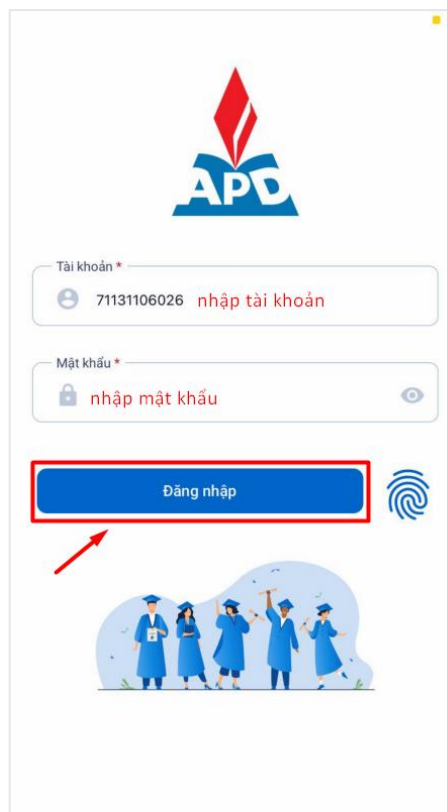 APD
Tài khoản *
71131106026 nhập tài khoản
Mật khẩu *
nhập mật khẩu
Đăng nhập